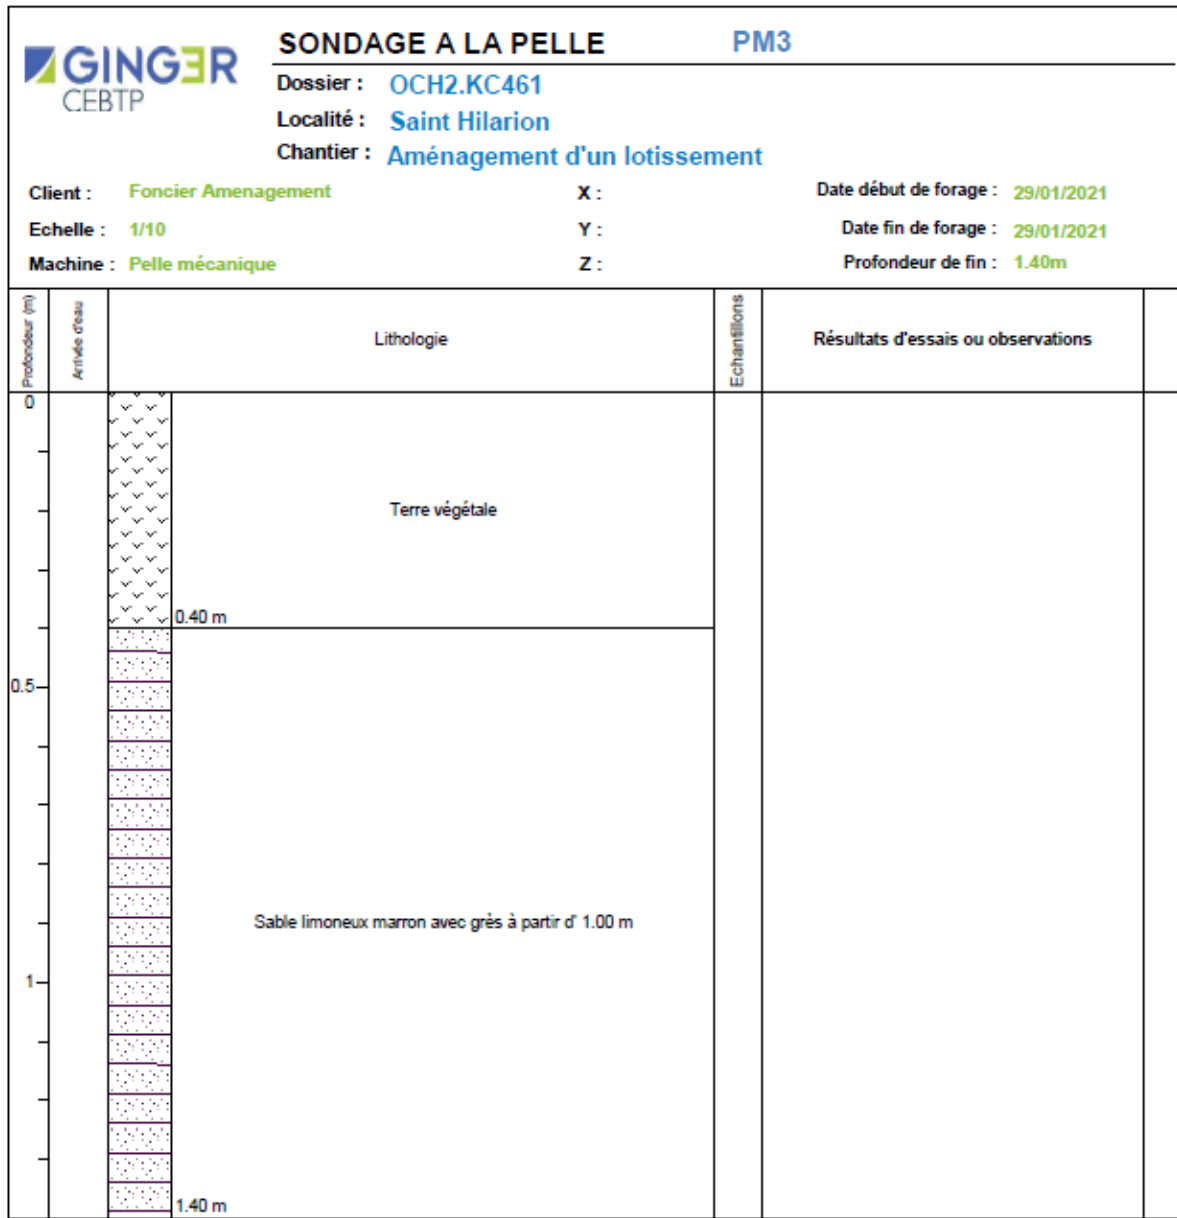 GINGER
CEBTP
SONDAGE A LA PELLE PM3
Dossier : OCH2.KC461
Localité : Saint Hilarion
Chantier : Aménagement d'un lotissement
Client : Foncier Amenagement X : Date début de forage : 29/01/2021
Echelle : 1/10 Y : Date fin de forage : 29/01/2021
Machine : Pelle mécanique Z : Profondeur de fin : 1.40m
Profondeur (m) Arrivée d'eau Lithologie Echantillons Résultats d'essais ou observations
0
Terre végétale
0.40 m
0.5
Sable limoneux marron avec grès à partir d' 1.00 m
1
1.40 m